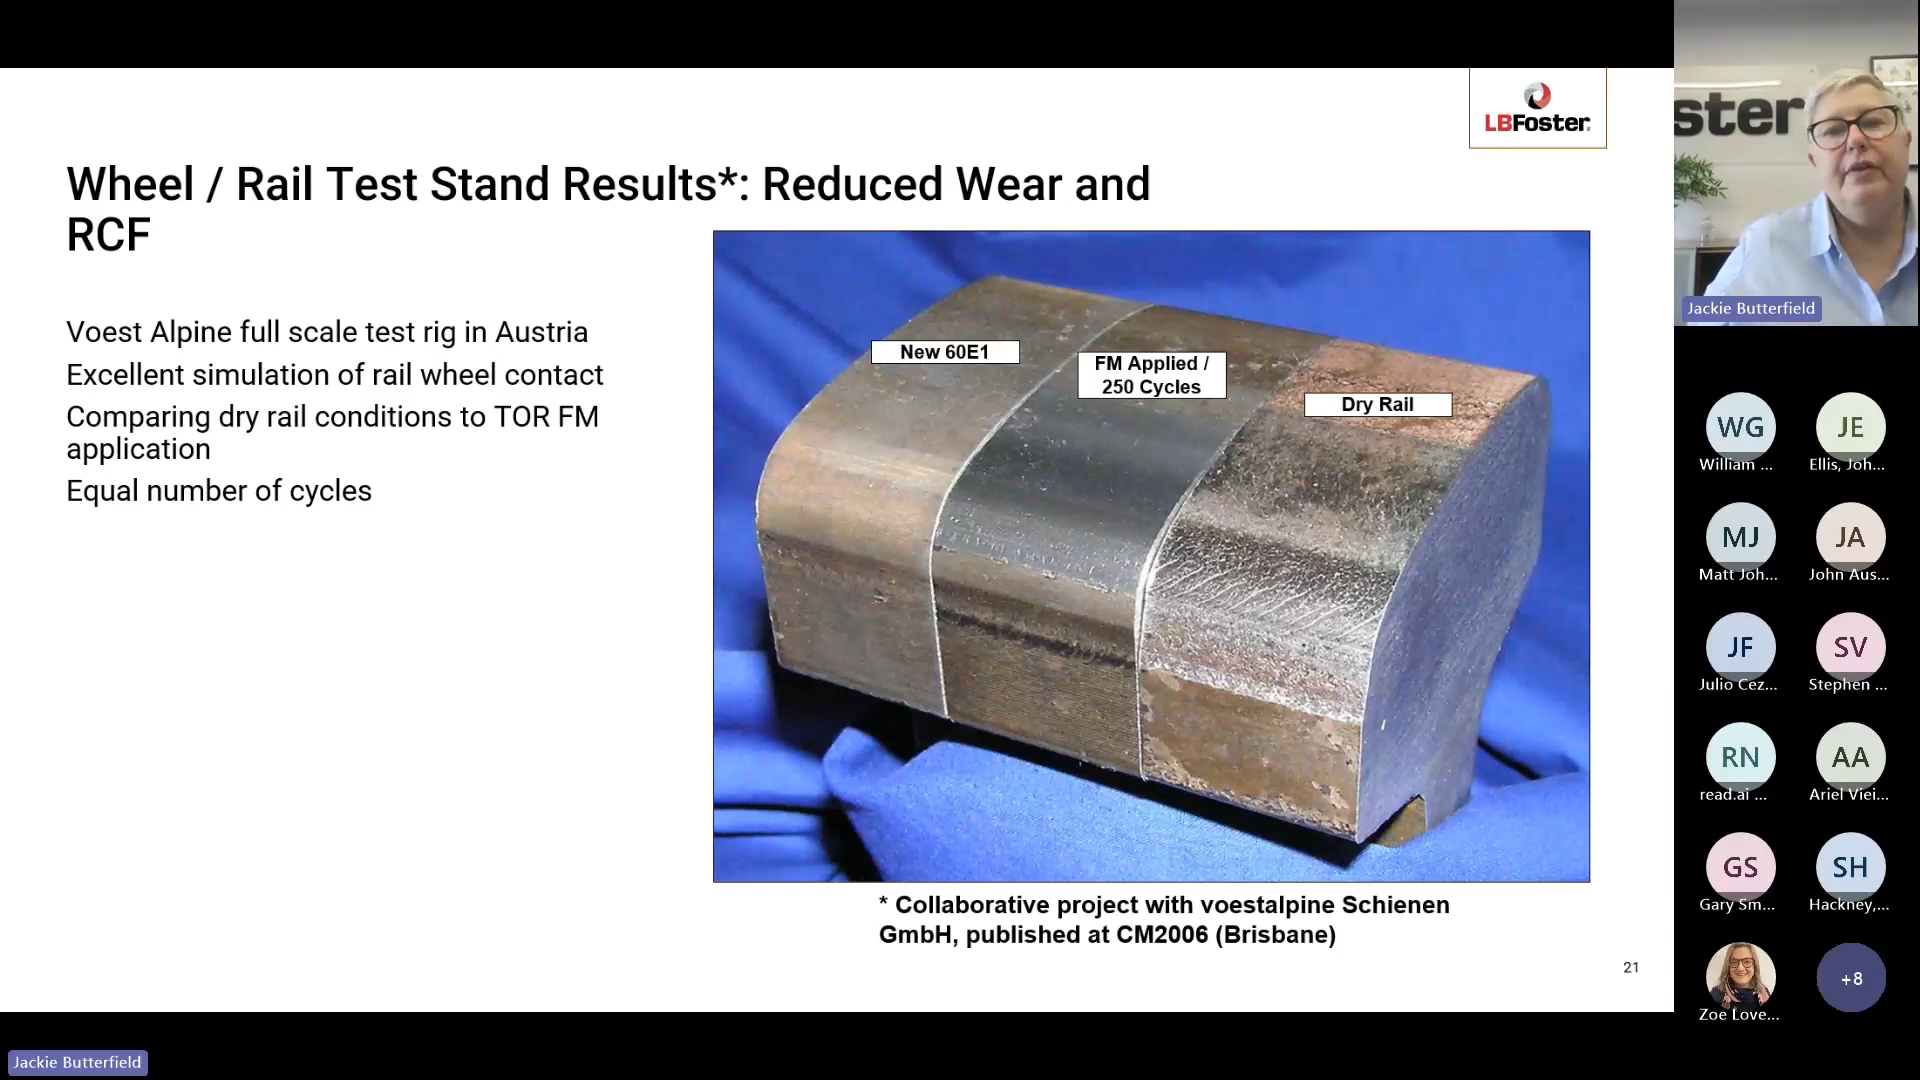 LBFoster
Wheel / Rail Test Stand Results*: Reduced Wear and
RCF
Voest Alpine full scale test rig in Austria
Excellent simulation of rail wheel contact
Comparing dry rail conditions to TOR FM
application
Equal number of cycles
New 60E1
FM Applied /
250 Cycles
Dry Rail
* Collaborative project with voestalpine Schienen
GmbH, published at CM2006 (Brisbane)
21
ster
Jackie Butterfield
WG
William ...
JE
Ellis, Joh...
MJ
Matt Joh...
JA
John Aus...
JF
Julio Cez...
SV
Stephen ...
RN
read.ai ...
AA
Ariel Viei...
GS
Gary Sm...
SH
Hackney,...
Zoe Love...
+8
Jackie Butterfield